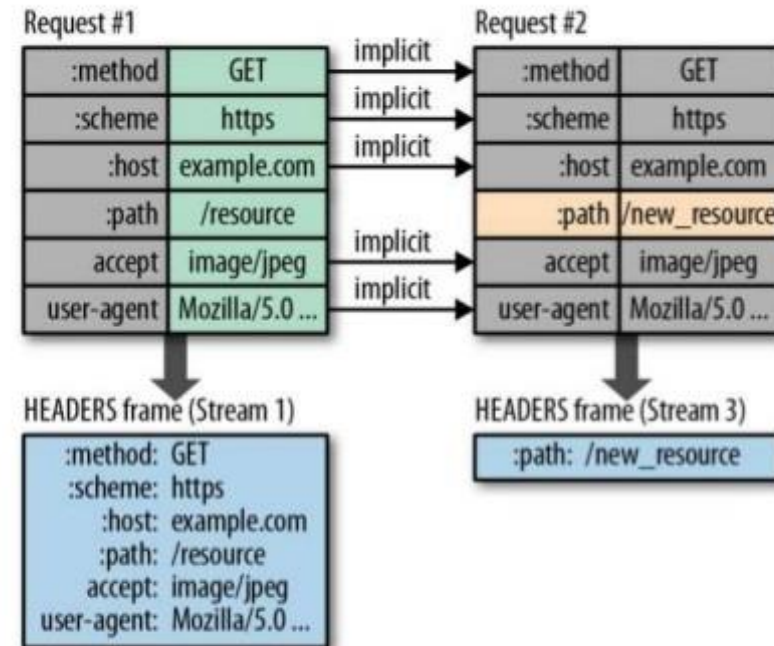 Request #1
:method GET
:scheme https
:host example.com
:path /resource
accept image/jpeg
user-agent Mozilla/5.0 ...
implicit
implicit
implicit
implicit
implicit
Request #2
:method GET
:scheme https
:host example.com
:path /new_resource
accept image/jpeg
user-agent Mozilla/5.0 ...
HEADERS frame (Stream 1)
:method: GET
:scheme: https
:host: example.com
:path: /resource
accept: image/jpeg
user-agent: Mozilla/5.0 ...
HEADERS frame (Stream 3)
:path: /new_resource